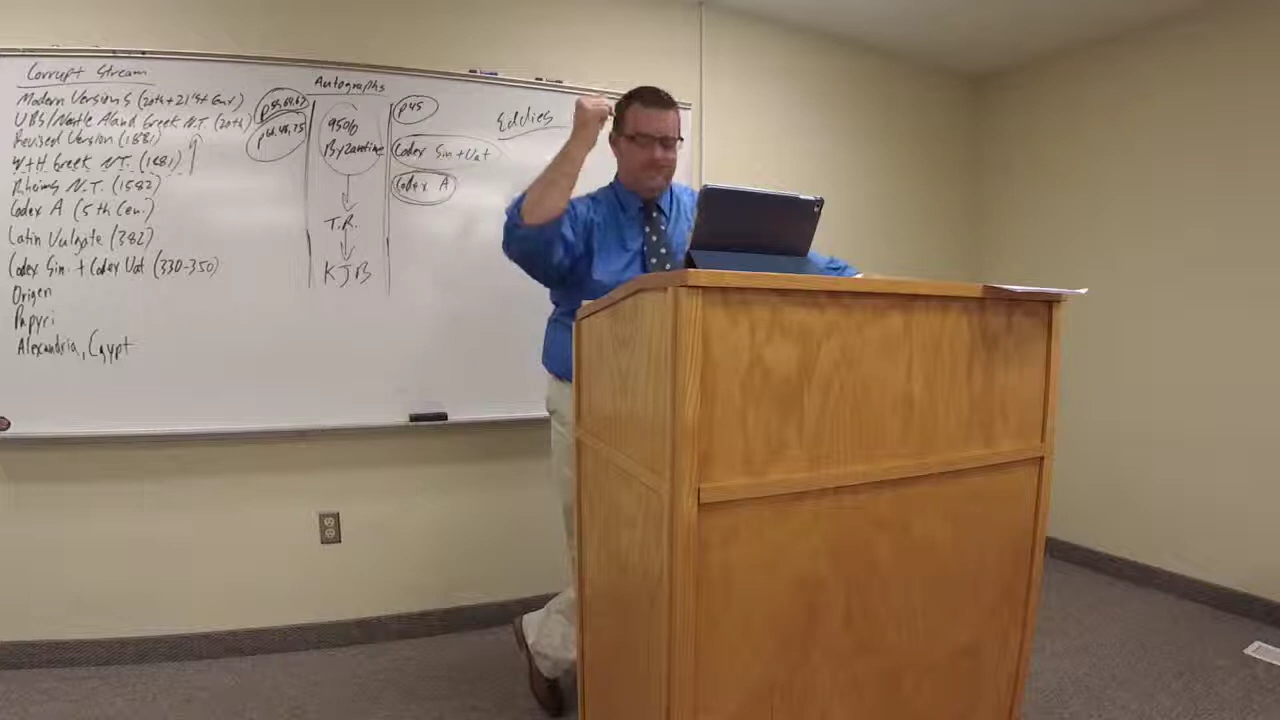 Corrupt Stream
Modern Versions (20th + 21st Cen.)
UBS/Nestle Aland Greek N.T. (20th)
Revised Version (1881)
W+H Greek N.T. (1881)
Rheims N.T. (1582)
Codex A (5th Cen.)
Latin Vulgate (382)
Codex Sin. + Codex Vat (330-350)
Origen
Papyri
Alexandria, Egypt
Autographs
95%
Byzantine
T.R.
KJB
P45
Codex Sin + Vat
Codex A
Eddies